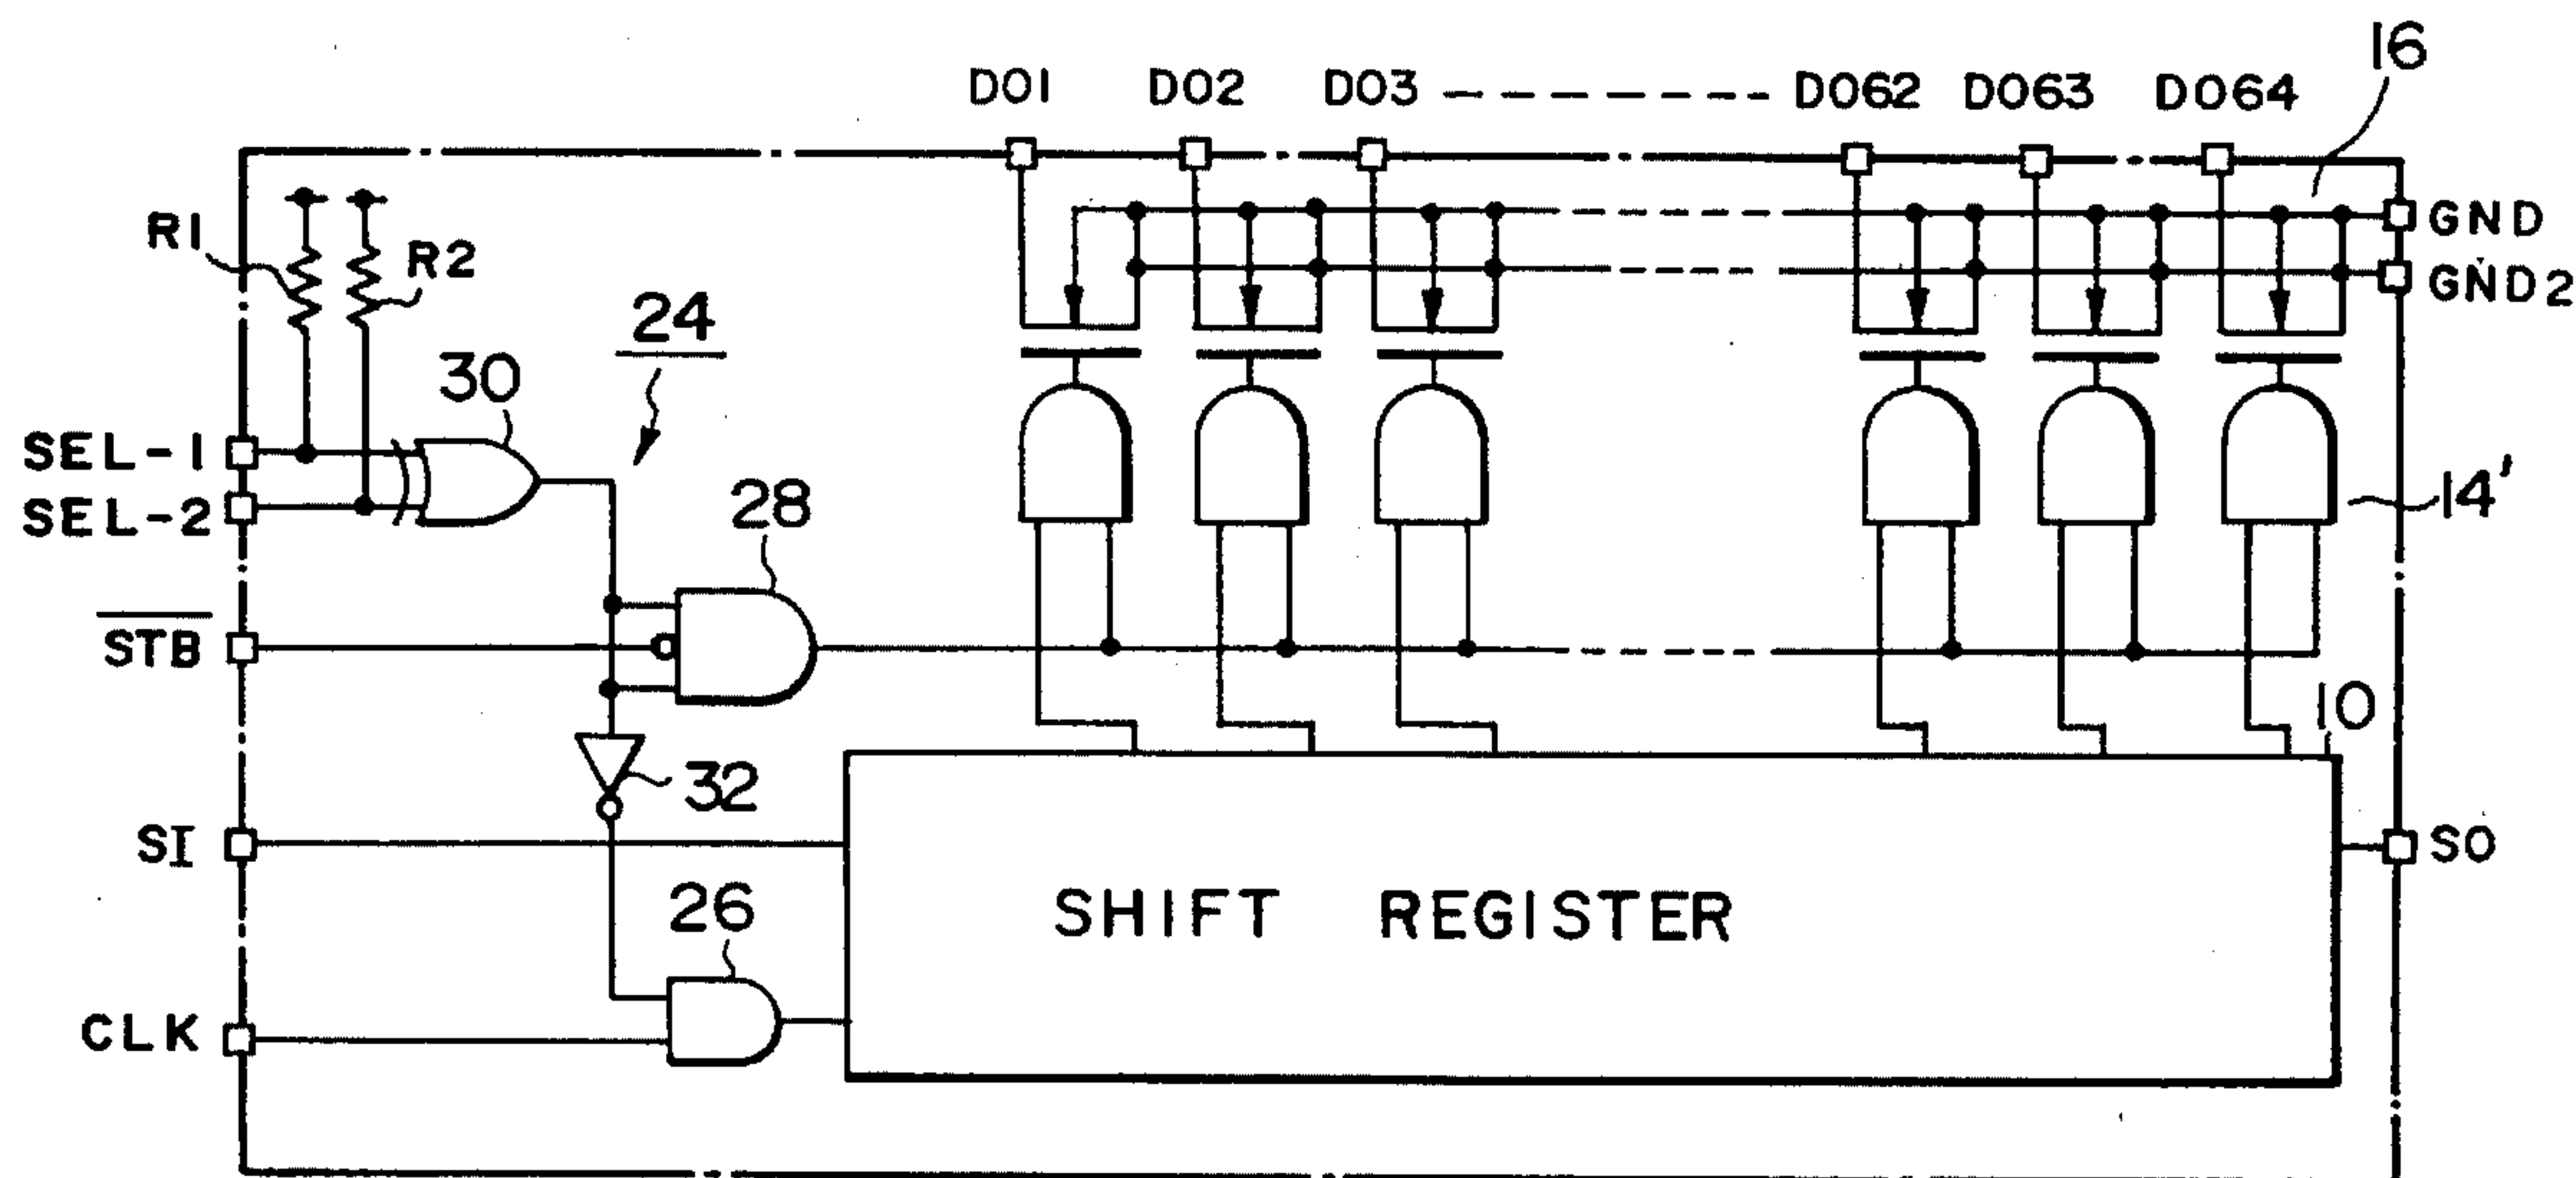 16
DO1 DO2 DO3 DO62 DO63 DO64
R1
R2
GND
GND2
24
30
SEL-1
SEL-2
28
14'
STB
10
32
SI
SO
26
SHIFT REGISTER
CLK